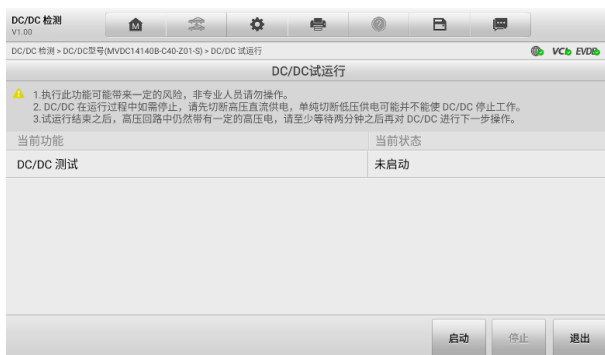 DC/DC 检测
V1.00
DC/DC 检测 > DC/DC型号(MVDC14140B-C40-Z01-S) > DC/DC 试运行
VCI EVDB
DC/DC试运行
1.执行此功能可能带来一定的风险，非专业人员请勿操作。
2. DC/DC 在运行过程中如需停止，请先切断高压直流供电，单纯切断低压供电可能并不能使 DC/DC 停止工作。
3.试运行结束之后，高压回路中仍然带有一定的高压电，请至少等待两分钟之后再对 DC/DC 进行下一步操作。
当前功能 当前状态
DC/DC 测试 未启动
启动 停止 退出